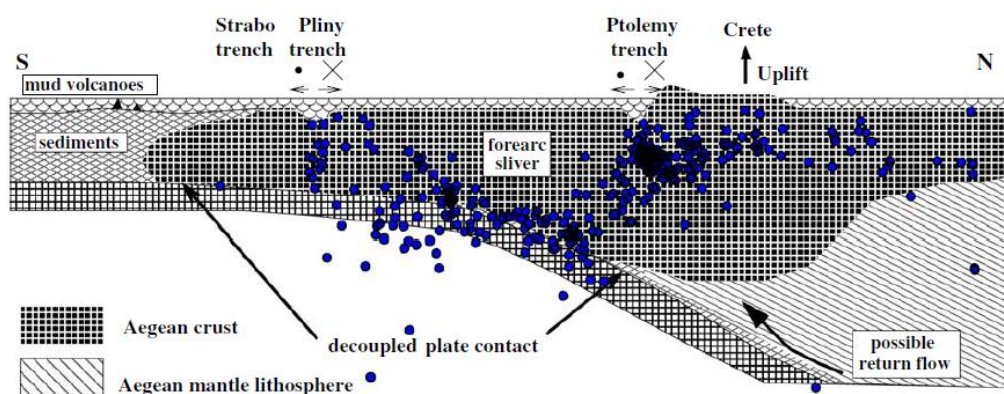 Strabo Pliny
trench trench
Ptolemy
trench
Crete
Uplift
S
N
mud volcanoes
sediments
forearc
sliver
decoupled plate contact
possible
return flow
Aegean crust
Aegean mantle lithosphere